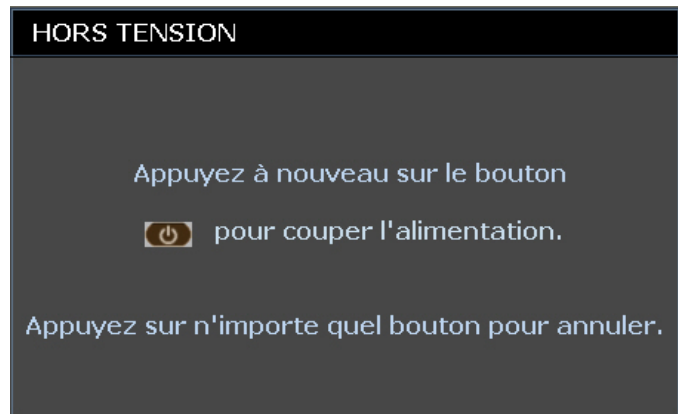 HORS TENSION
Appuyez à nouveau sur le bouton
pour couper l'alimentation.
Appuyez sur n'importe quel bouton pour annuler.